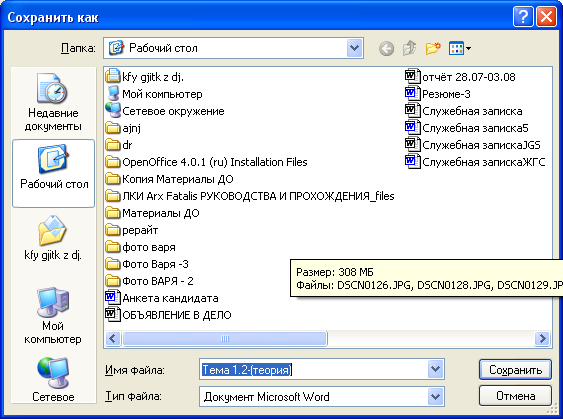 Сохранить как
Папка:
Рабочий стол
Недавние
документы
Рабочий стол
kfy gjitk z dj.
Мой
компьютер
Сетевое
kfy gjitk z dj.
Мой компьютер
Сетевое окружение
ajnj
dr
OpenOffice 4.0.1 (ru) Installation Files
Копия Материалы ДО
ЛКИ Arx Fatalis РУКОВОДСТВА И ПРОХОЖДЕНИЯ_files
Материалы ДО
рерайт
фото варя
Фото Варя -3
Фото ВАРЯ - 2
Анкета кандидата
ОБЪЯВЛЕНИЕ В ДЕЛО
отчёт 28.07-03.08
Резюме-3
Служебная записка
Служебная записка5
Служебная запискаJGS
Служебная запискаЖГС
Размер: 308 МБ
Файлы: DSCN0126.JPG, DSCN0128.JPG, DSCN0129.JP
Имя файла:
Тема 1.2-(теория)
Сохранить
Тип файла:
Документ Microsoft Word
Отмена